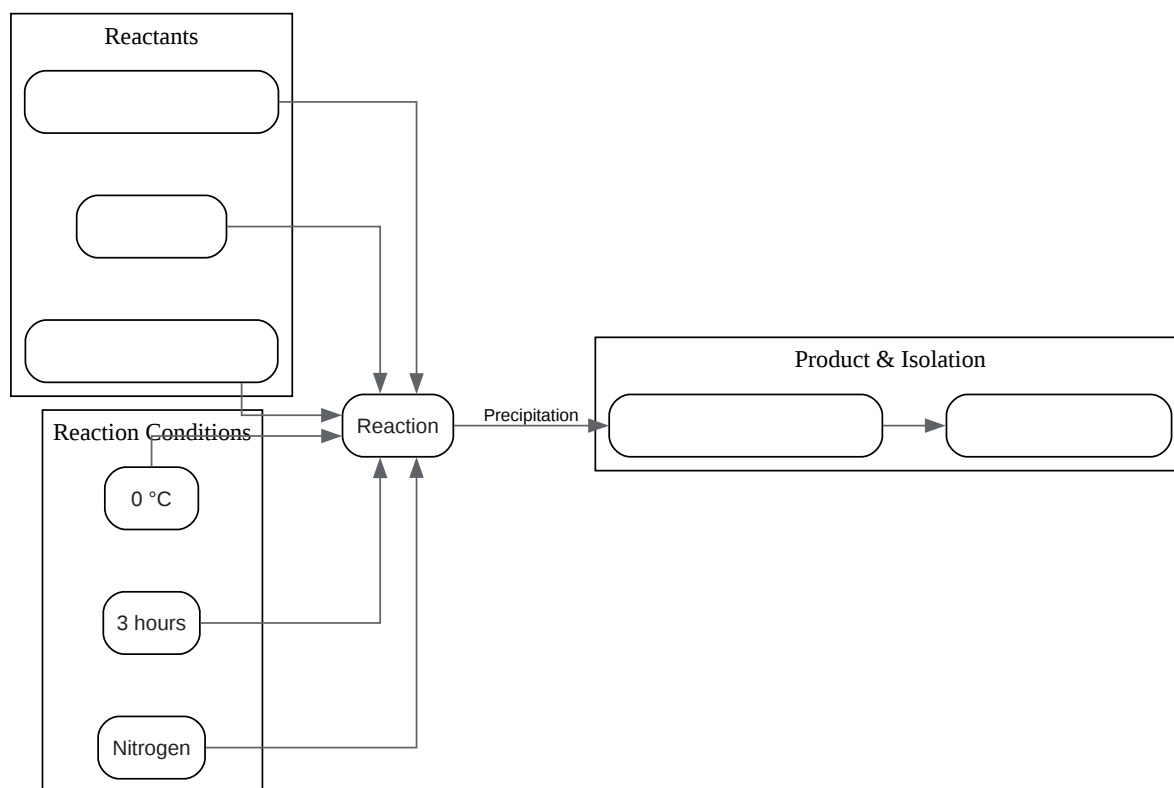 Reactants
Product & Isolation
Precipitation
Reaction
Reaction Conditions
0 °C
3 hours
Nitrogen